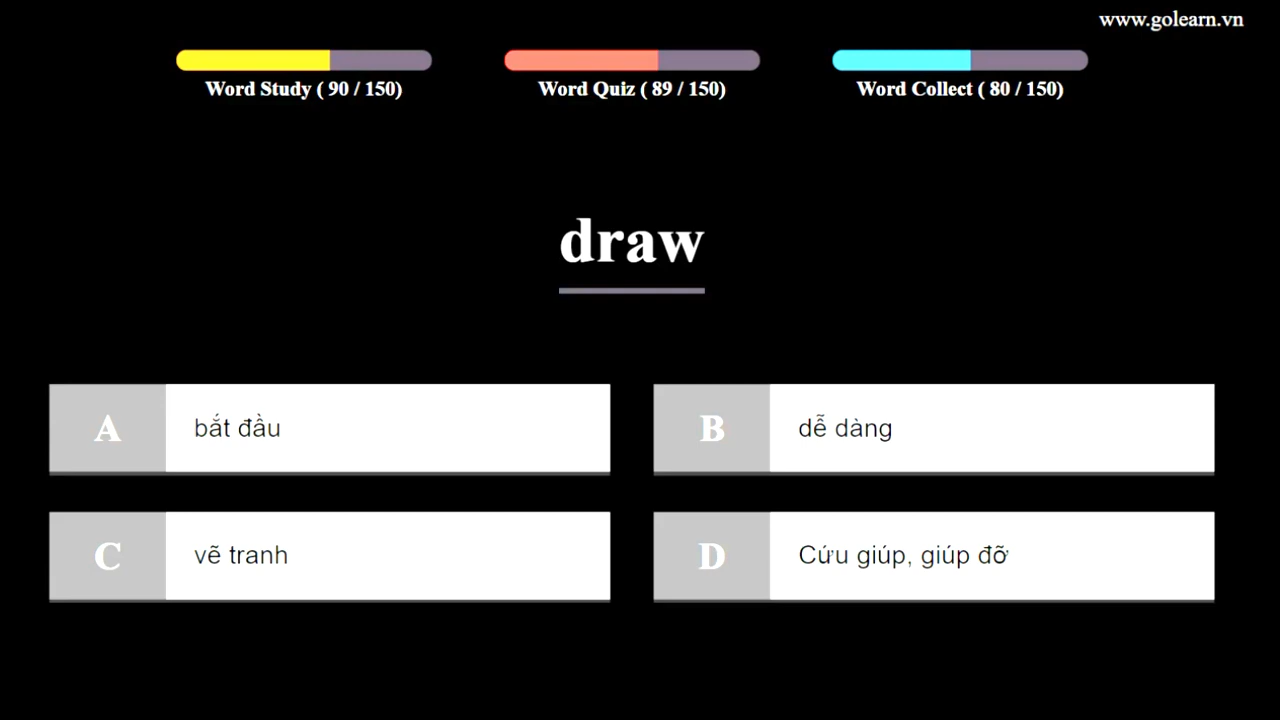 www.golearn.vn
Word Study ( 90 / 150)
Word Quiz ( 89 / 150)
Word Collect ( 80 / 150)
draw
A bắt đầu
B dễ dàng
C vẽ tranh
D Cứu giúp, giúp đỡ